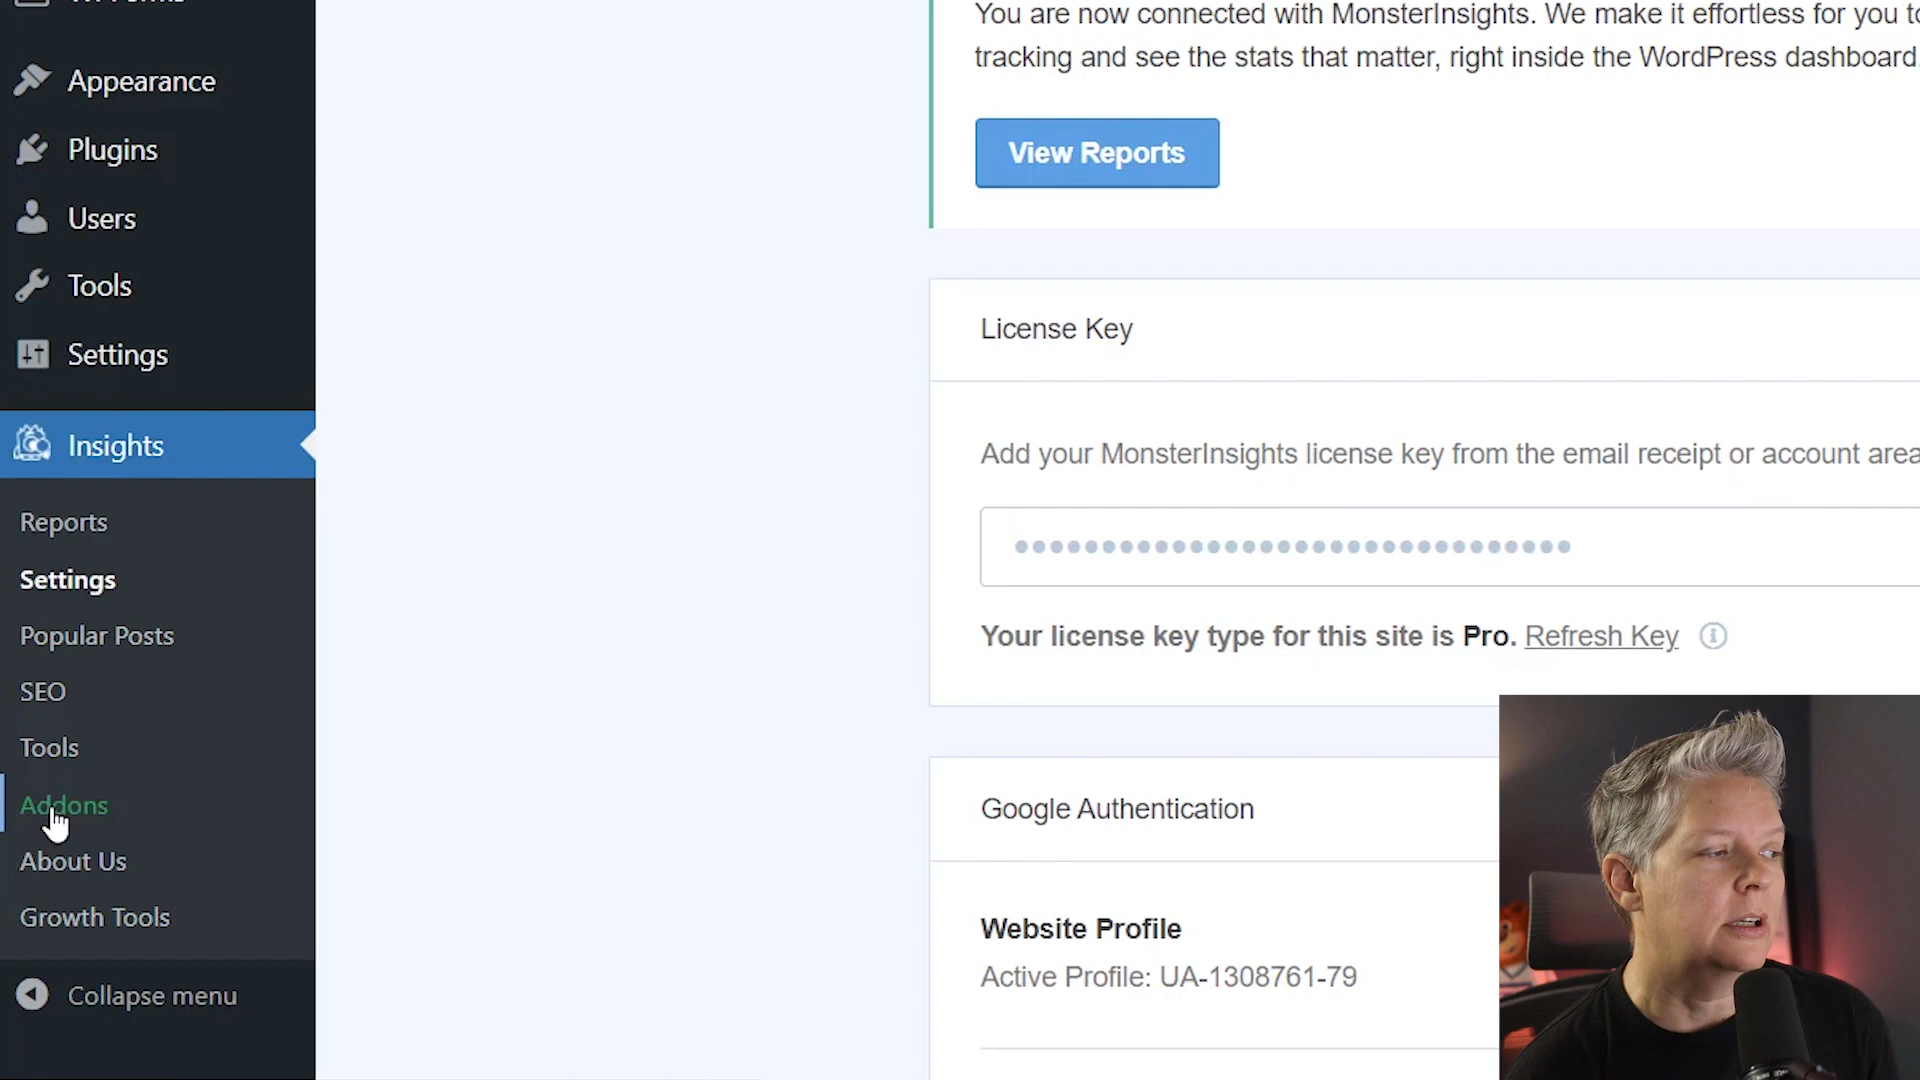 Appearance
Plugins
Users
Tools
Settings
Insights
Reports
Settings
Popular Posts
SEO
Tools
Addons
About Us
Growth Tools
Collapse menu
You are now connected with MonsterInsights. We make it effortless for you
tracking and see the stats that matter, right inside the WordPress dashboard.
View Reports
License Key
Add your MonsterInsights license key from the email receipt or account area
Your license key type for this site is Pro. Refresh Key
Google Authentication
Website Profile
Active Profile: UA-1308761-79